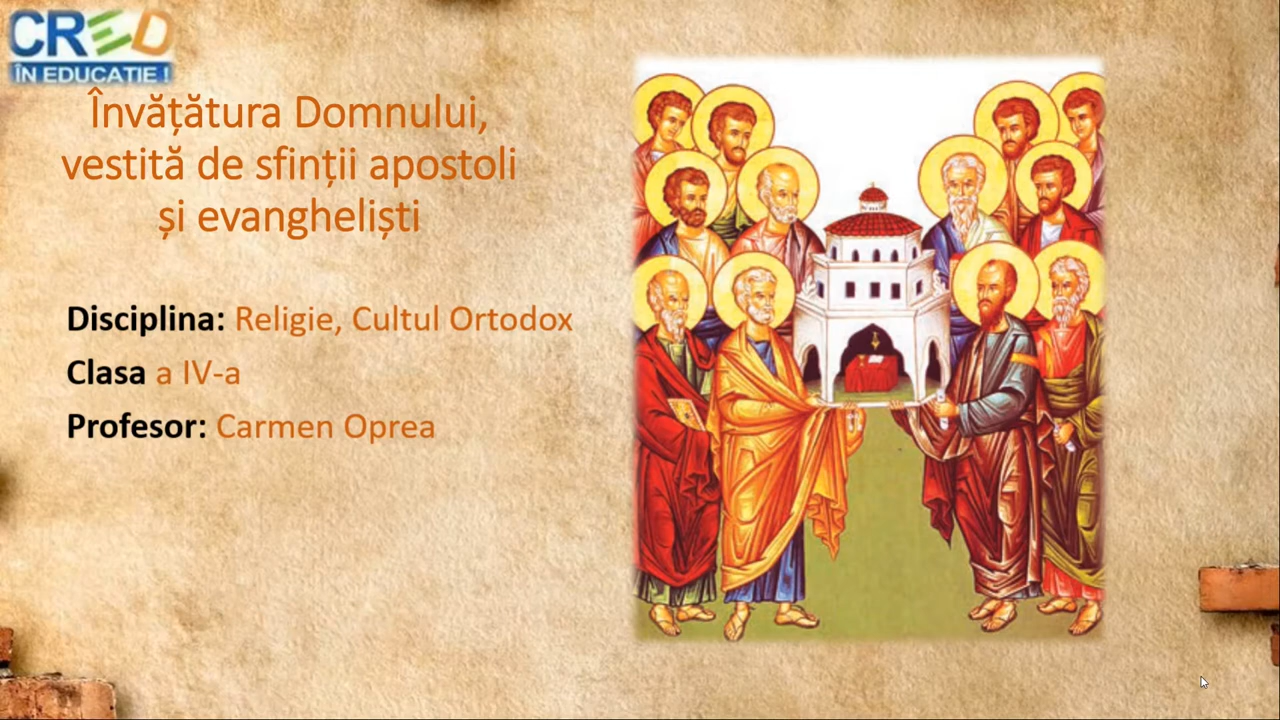 CRED
ÎN EDUCAȚIE !
Învățătura Domnului,
vestită de sfinții apostoli
și evangheliști
Disciplina: Religie, Cultul Ortodox
Clasa a IV-a
Profesor: Carmen Oprea